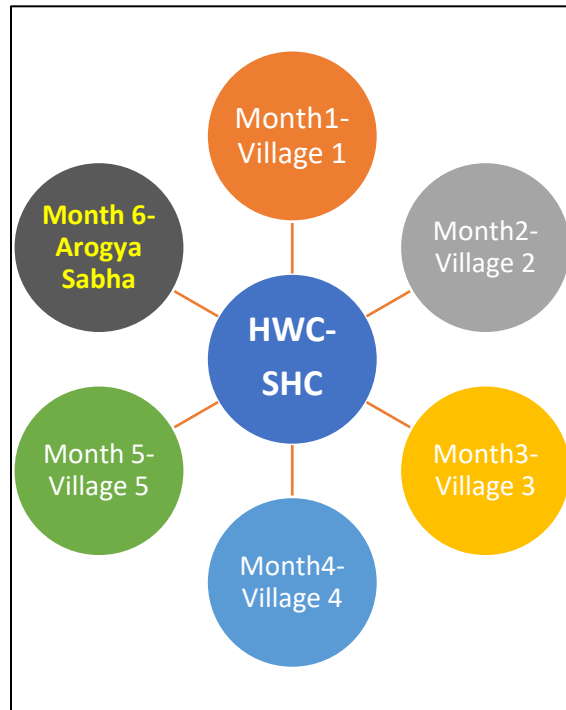 Month1-
Village 1
Month2-
Village 2
Month3-
Village 3
Month4-
Village 4
Month 5-
Village 5
Month 6-
Arogya
Sabha
HWC-
SHC